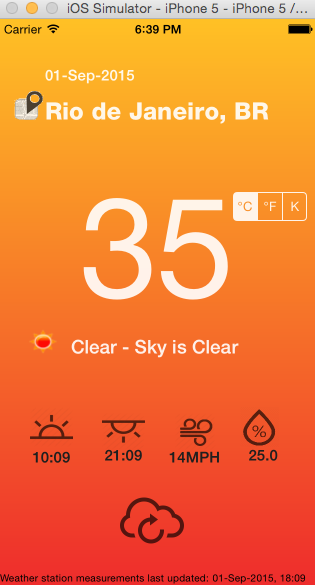 iOS Simulator - iPhone 5 - iPhone 5 /...
Carrier 6:39 PM
01-Sep-2015
Rio de Janeiro, BR
35
°C °F K
Clear - Sky is Clear
%
10:09 21:09 14MPH 25.0
Weather station measurements last updated: 01-Sep-2015, 18:09